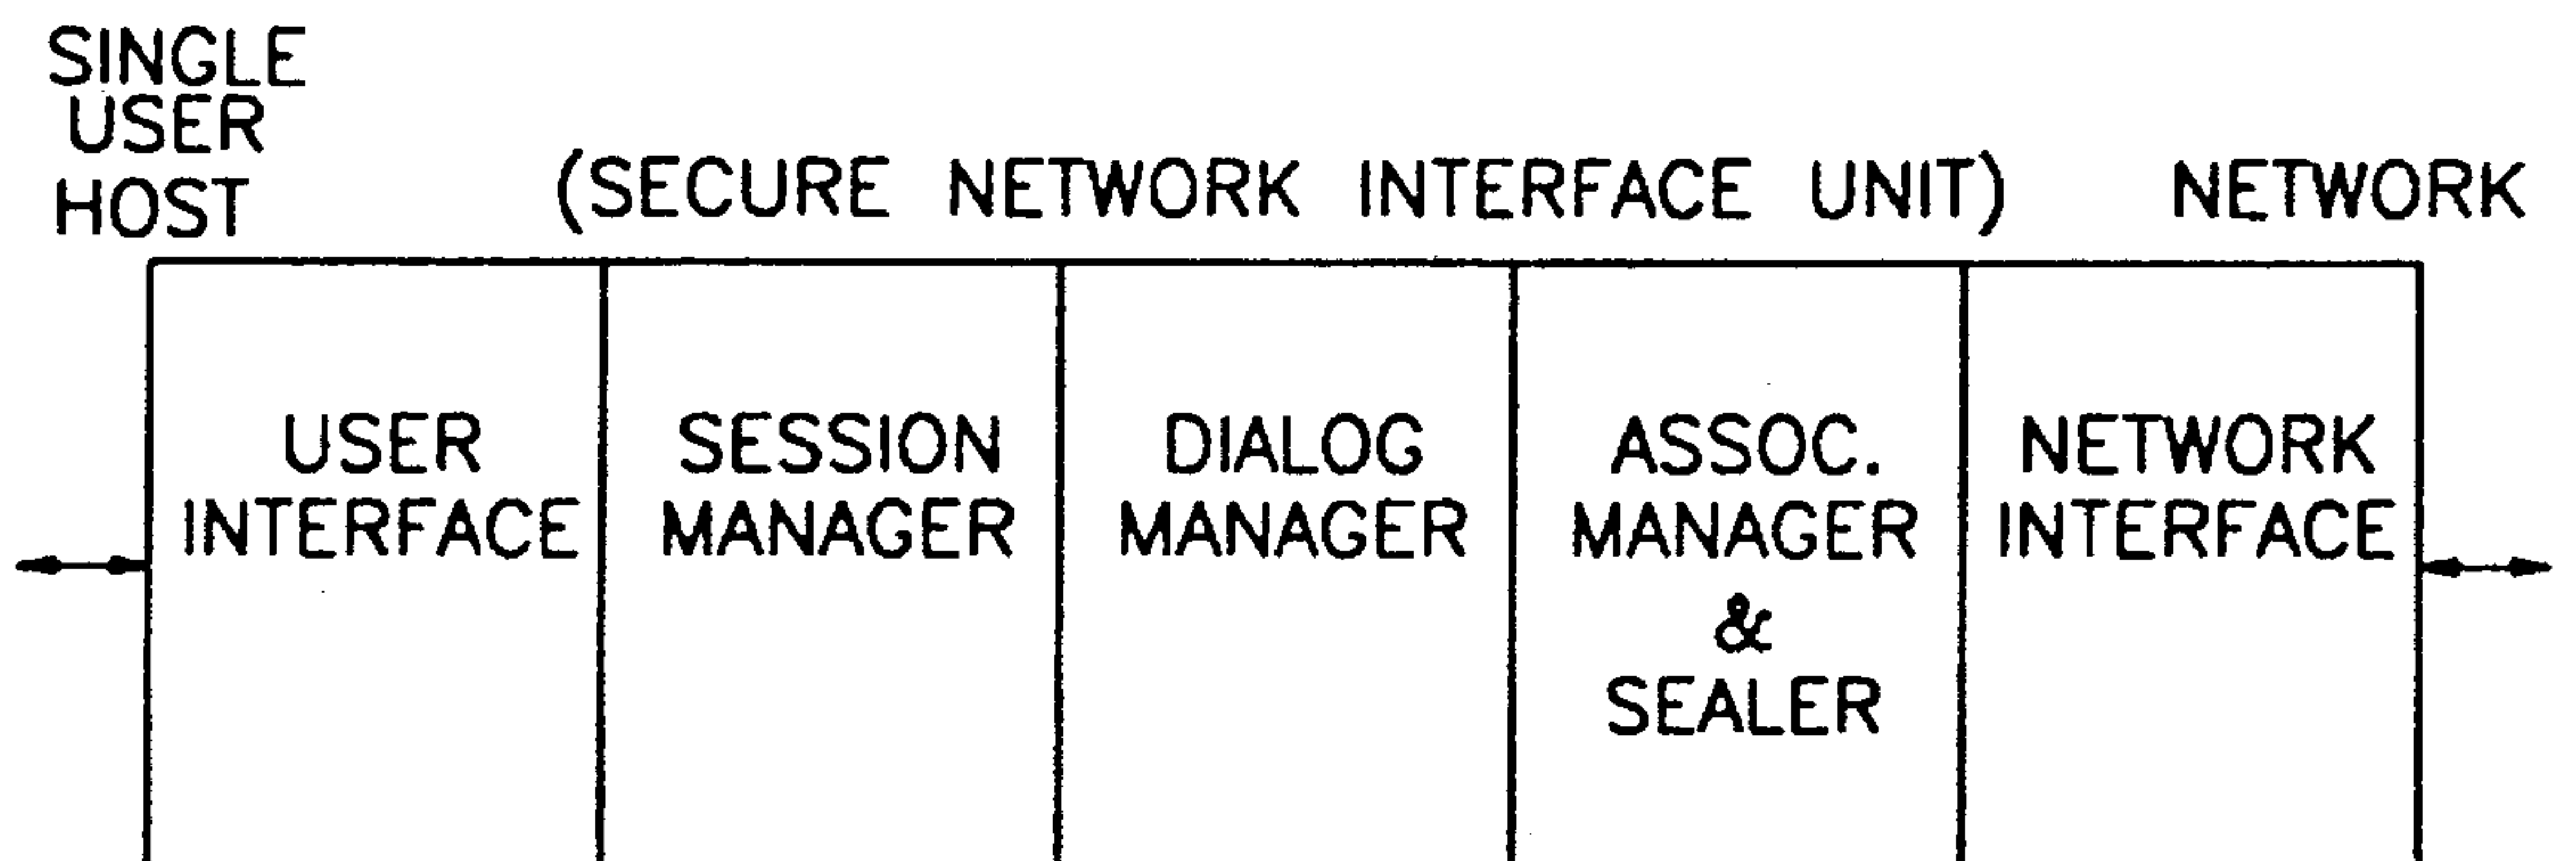 SINGLE
USER
HOST
(SECURE NETWORK INTERFACE UNIT)
NETWORK
USER
INTERFACE
SESSION
MANAGER
DIALOG
MANAGER
ASSOC.
MANAGER
&
SEALER
NETWORK
INTERFACE